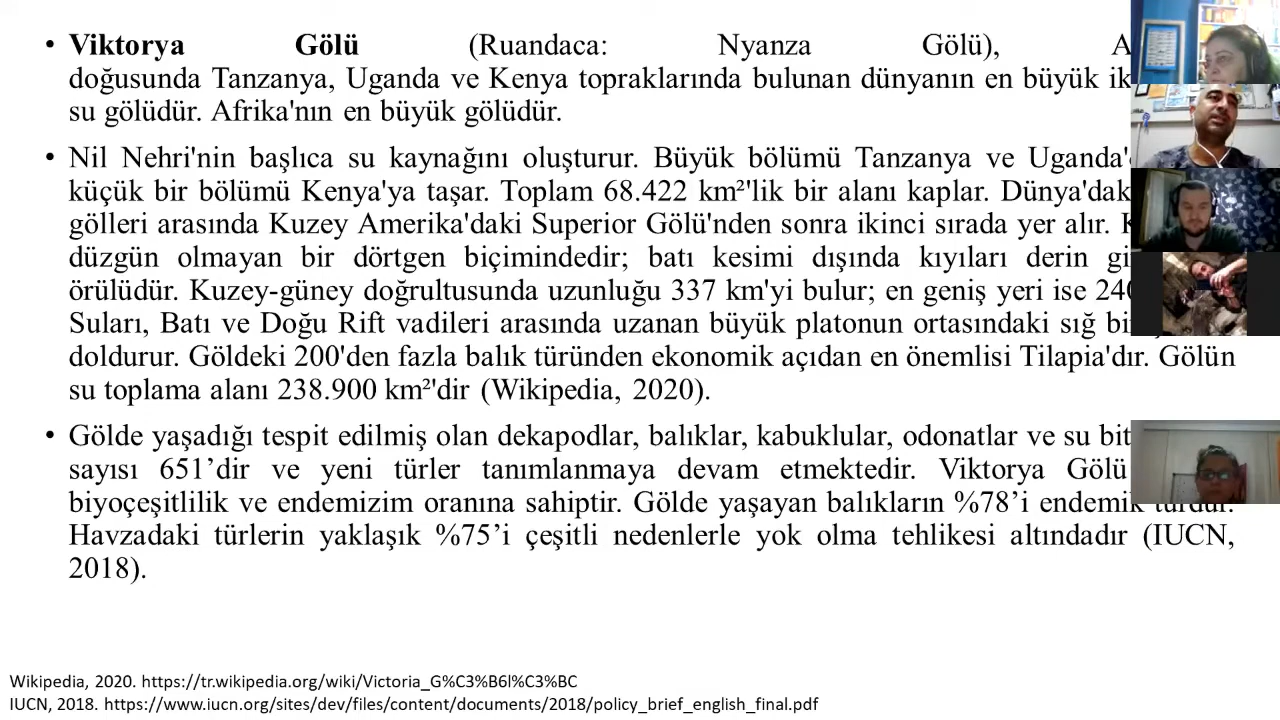 • Viktorya Gölü (Ruandaca: Nyanza Gölü),
doğusunda Tanzanya, Uganda ve Kenya topraklarında bulunan dünyanın en büyük
su gölüdür. Afrika'nın en büyük gölüdür.
• Nil Nehri'nin başlıca su kaynağını oluşturur. Büyük bölümü Tanzanya ve
küçük bir bölümü Kenya'ya taşar. Toplam 68.422 km²'lik bir alanı kaplar.
gölleri arasında Kuzey Amerika'daki Superior Gölü'nden sonra ikinci sırada yer alır.
düzgün olmayan bir dörtgen biçimindedir; batı kesimi dışında kıyıları derin
örülüdür. Kuzey-güney doğrultusunda uzunluğu 337 km'yi bulur; en geniş yeri ise
Suları, Batı ve Doğu Rift vadileri arasında uzanan büyük platonun ortasındaki sığ
doldurur. Göldeki 200'den fazla balık türünden ekonomik açıdan en önemlisi Tilapia'dır. Gölün
su toplama alanı 238.900 km²'dir (Wikipedia, 2020).
• Gölde yaşadığı tespit edilmiş olan dekapodlar, balıklar, kabuklular, odonatlar ve su
sayısı 651’dir ve yeni türler tanımlanmaya devam etmektedir. Viktorya Gölü
biyoçeşitlilik ve endemizim oranına sahiptir. Gölde yaşayan balıkların %78’i endemik türdür.
Havzadaki türlerin yaklaşık %75’i çeşitli nedenlerle yok olma tehlikesi altındadır (IUCN,
2018).
Wikipedia, 2020. https://tr.wikipedia.org/wiki/Victoria_G%C3%B6l%C3%BC
IUCN, 2018. https://www.iucn.org/sites/dev/files/content/documents/2018/policy_brief_english_final.pdf